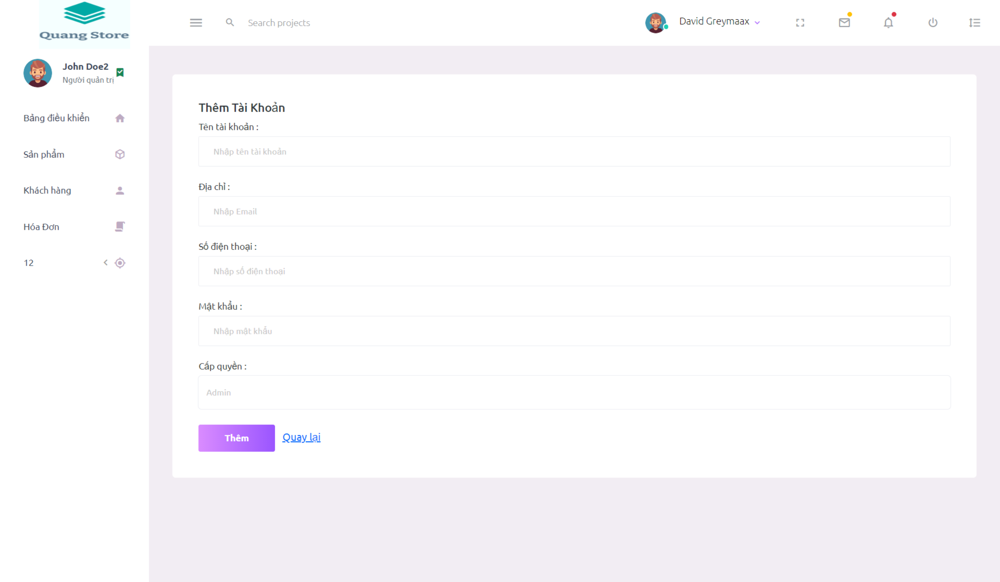 Quang Store
Search projects
David Greymaax
John Doe2
Người quản trị
Bảng điều khiển
Sản phẩm
Khách hàng
Hóa Đơn
12
Thêm Tài Khoản
Tên tài khoản :
Nhập tên tài khoản
Địa chỉ :
Nhập Email
Số điện thoại :
Nhập số điện thoại
Mật khẩu :
Nhập mật khẩu
Cấp quyền :
Admin
Thêm
Quay lại